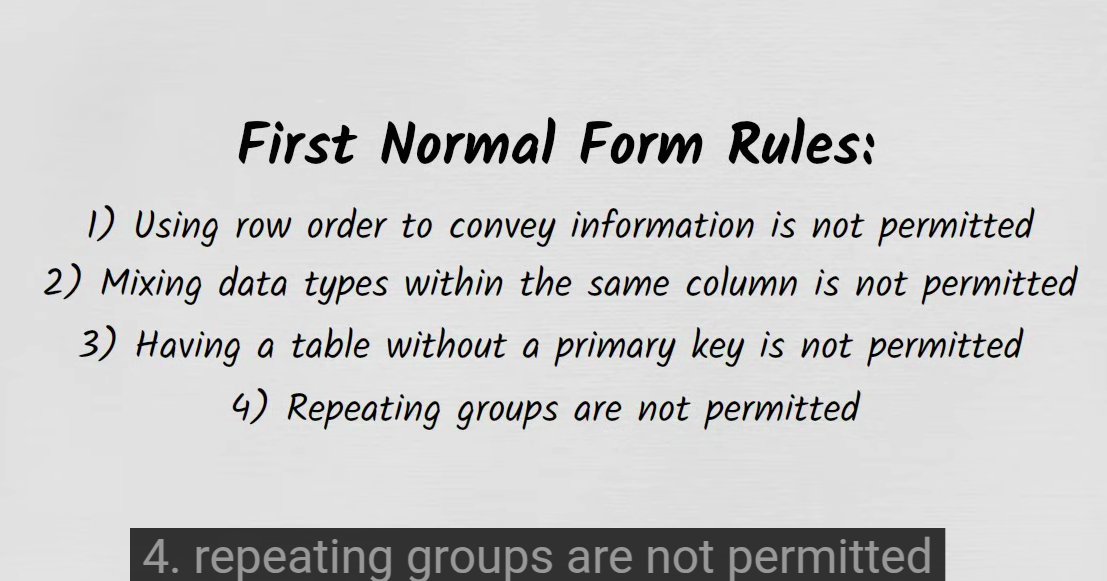 First Normal Form Rules:
1) Using row order to convey information is not permitted
2) Mixing data types within the same column is not permitted
3) Having a table without a primary key is not permitted
4) Repeating groups are not permitted
4. repeating groups are not permitted